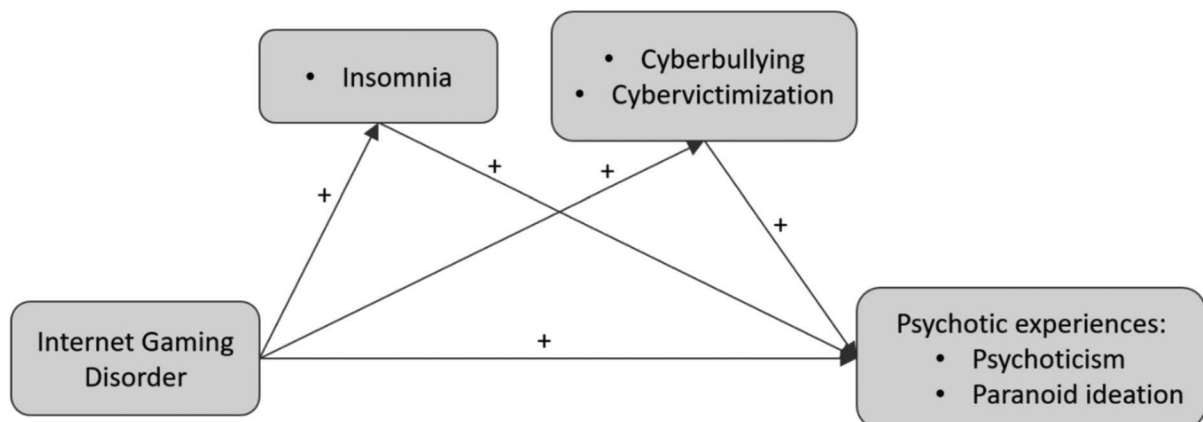 • Insomnia
• Cyberbullying
• Cybervictimization
+
+
+
+
+
Internet Gaming
Disorder
Psychotic experiences:
• Psychoticism
• Paranoid ideation